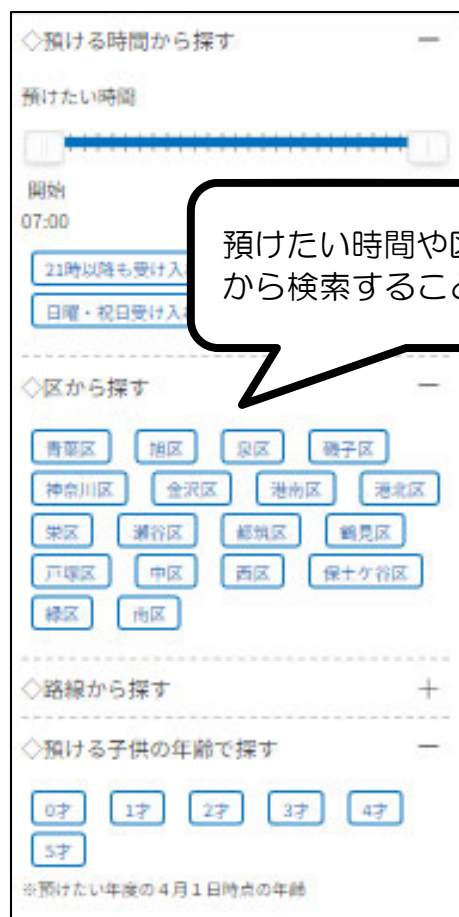 ◇預ける時間から探す －
預けたい時間
開始
07:00
21時以降も受け入
日曜・祝日受け入
預けたい時間や
から検索するこ
◇区から探す －
青葉区 旭区 泉区 磯子区
神奈川区 金沢区 港南区 港北区
栄区 瀬谷区 都筑区 鶴見区
戸塚区 中区 西区 保土ケ谷区
緑区 南区
◇路線から探す ＋
◇預ける子供の年齢で探す －
0才 1才 2才 3才 4才
5才
※預けたい年度の４月１日時点の年齢